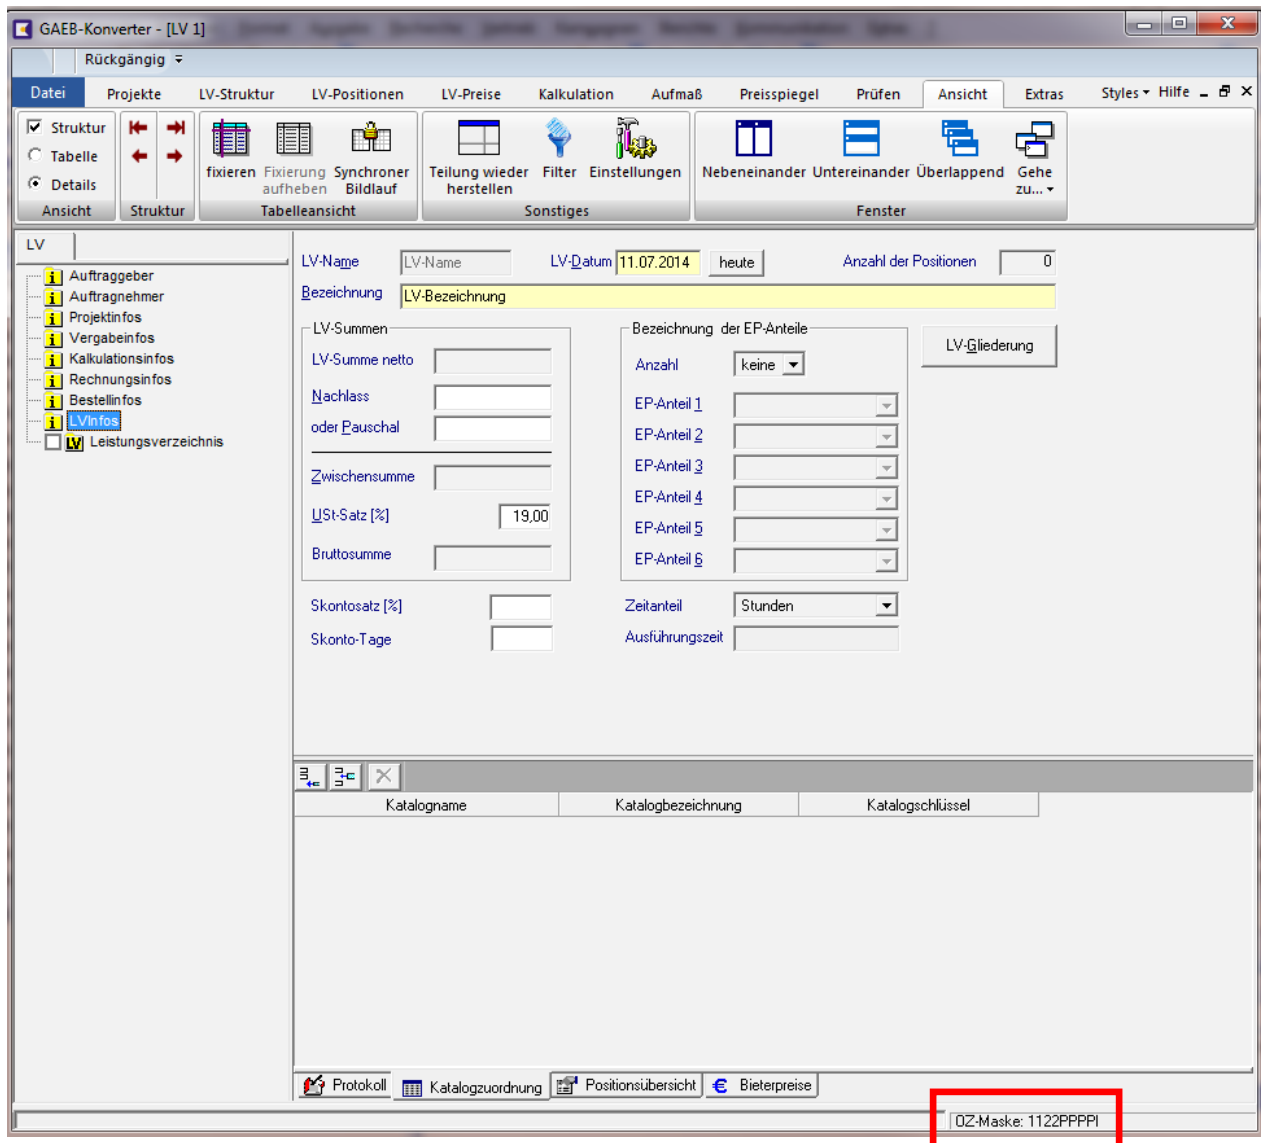 GAEB-Konverter - [LV 1]
Rückgängig
Datei Projekte LV-Struktur LV-Positionen LV-Preise Kalkulation Aufmaß Preisspiegel Prüfen Ansicht Extras Styles Hilfe
Struktur
Tabelle
Details
fixieren Fixierung aufheben Synchroner Bildlauf Teilung wieder herstellen Filter Einstellungen Nebeneinander Untereinander Überlappend Gehe zu...
Ansicht Struktur Tabelleansicht Sonstiges Fenster
LV
Auftraggeber
Auftragnehmer
Projektinfos
Vergabeinfos
Kalkulationsinfos
Rechnungsinfos
Bestellinfos
LVInfos
LV Leistungsverzeichnis
LV-Name LV-Name LV-Datum 11.07.2014 heute Anzahl der Positionen 0
Bezeichnung LV-Bezeichnung
LV-Summen
LV-Summe netto
Nachlass
oder Pauschal
Zwischensumme
USt-Satz [%] 19,00
Bruttosumme
Skontosatz [%]
Skonto-Tage
Bezeichnung der EP-Anteile
Anzahl keine
EP-Anteil 1
EP-Anteil 2
EP-Anteil 3
EP-Anteil 4
EP-Anteil 5
EP-Anteil 6
Zeitanteil Stunden
Ausführungszeit
LV-Gliederung
Katalogname Katalogbezeichnung Katalogschlüssel
Protokoll Katalogzuordnung Positionsübersicht € Bieterpreise
OZ-Maske: 1122PPPPI